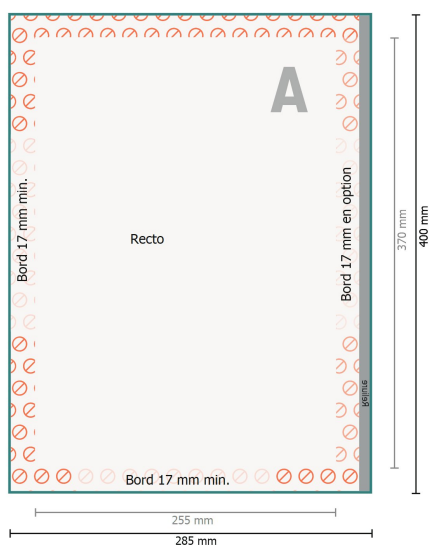 A
Bord 17 mm min.
Recto
Bord 17 mm en option
Reliure
Bord 17 mm min.
370 mm
400 mm
255 mm
285 mm